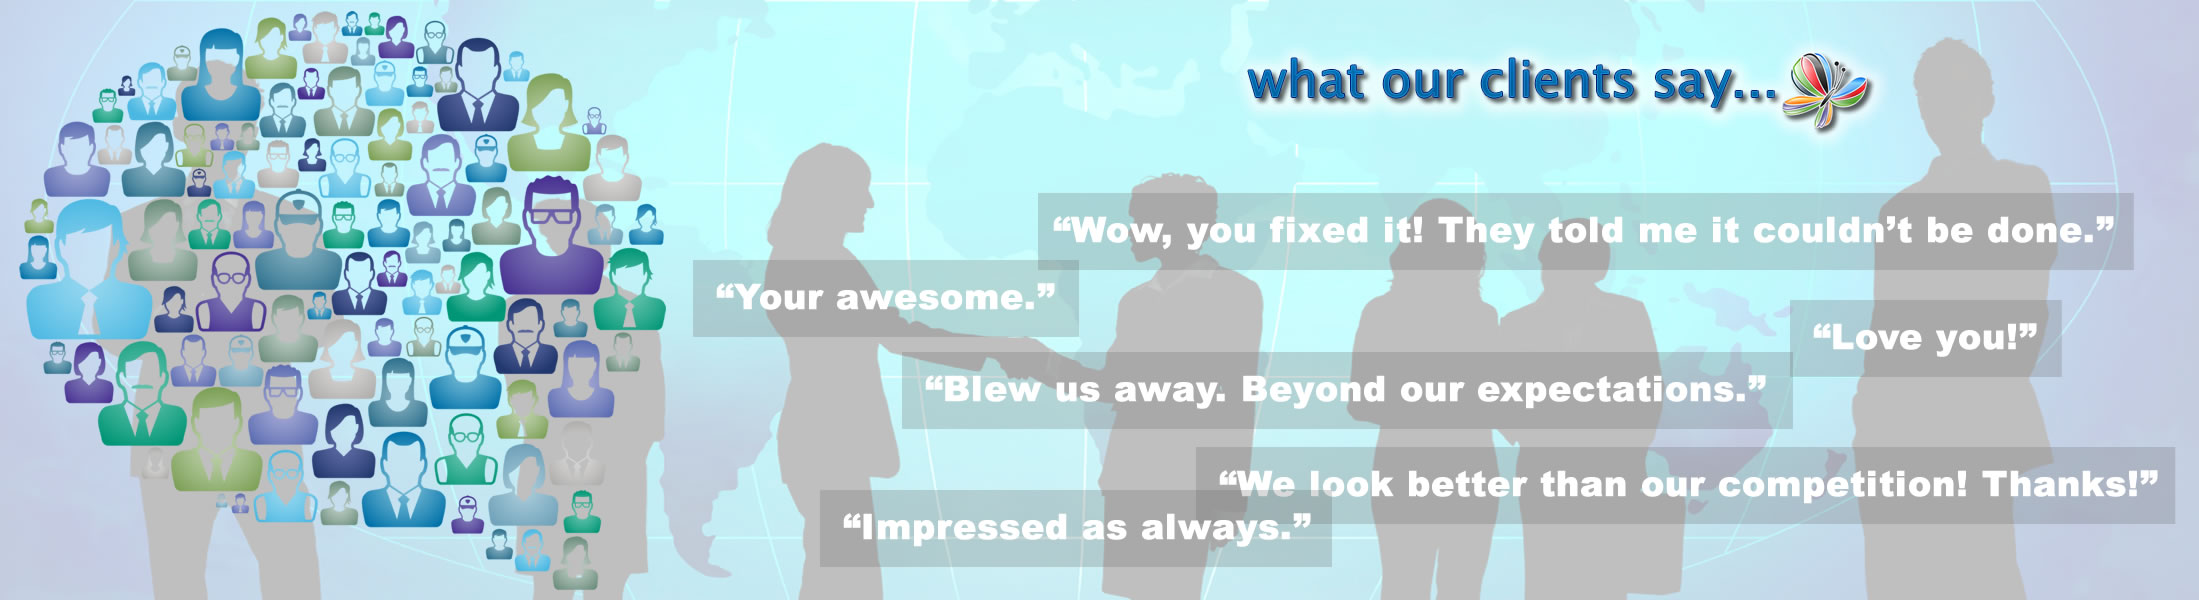 what our clients say...
“Wow, you fixed it! They told me it couldn’t be done.”
“Your awesome.”
“Love you!”
“Blew us away. Beyond our expectations.”
“We look better than our competition! Thanks!”
“Impressed as always.”